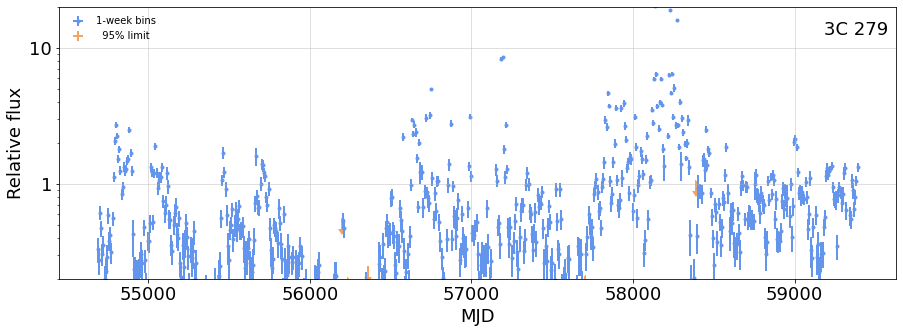 1-week bins
95% limit
3C 279
Relative flux
10
1
55000 56000 57000 58000 59000
MJD